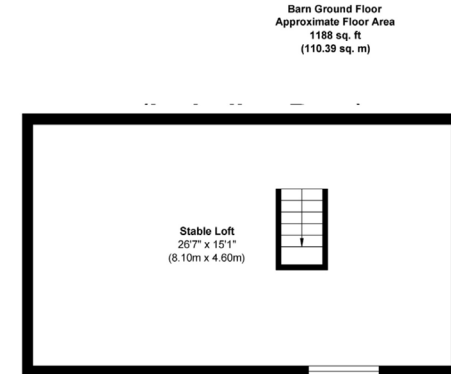 Barn Ground Floor
Approximate Floor Area
1188 sq. ft
(110.39 sq. m)
Stable Loft
26'7" x 15'1"
(8.10m x 4.60m)